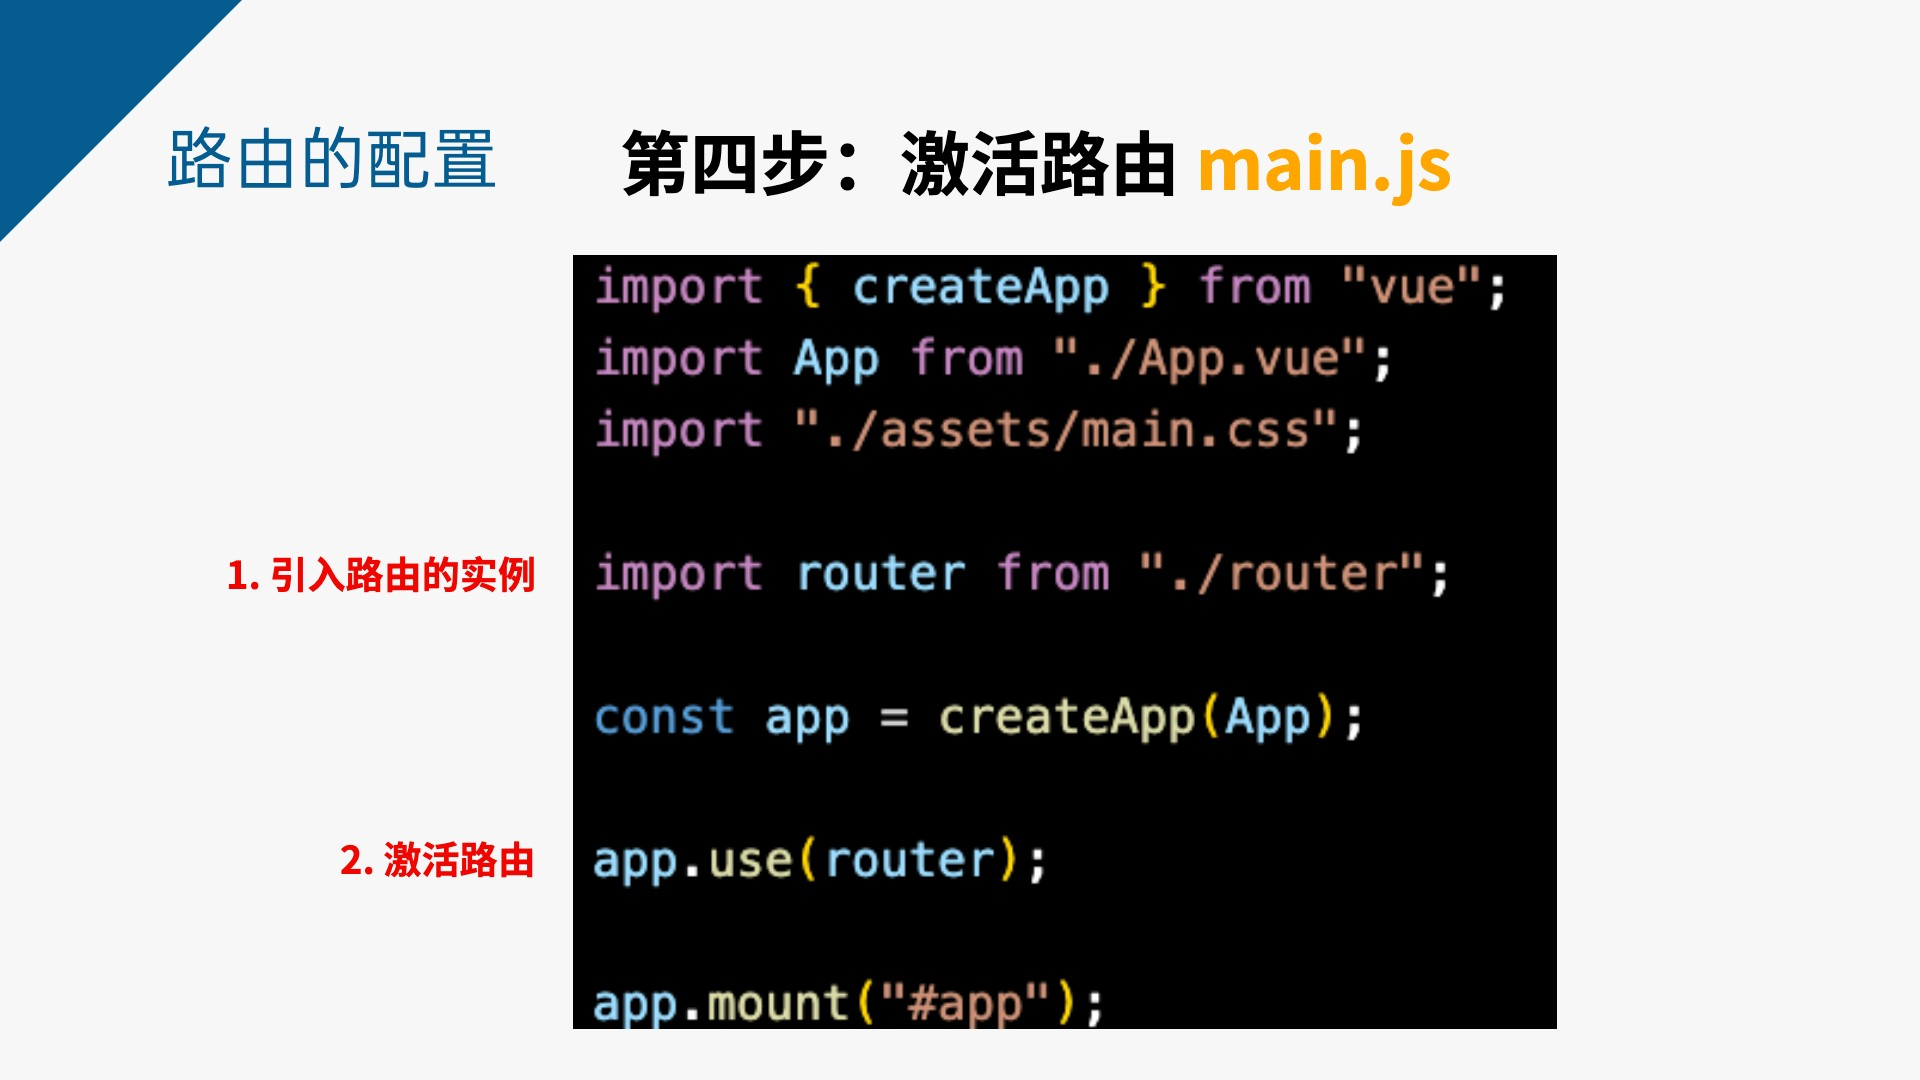 路由的配置
第四步：激活路由 main.js
import { createApp } from "vue";
import App from "./App.vue";
import "./assets/main.css";
1. 引入路由的实例
import router from "./router";
const app = createApp(App);
2. 激活路由
app.use(router);
app.mount("#app");